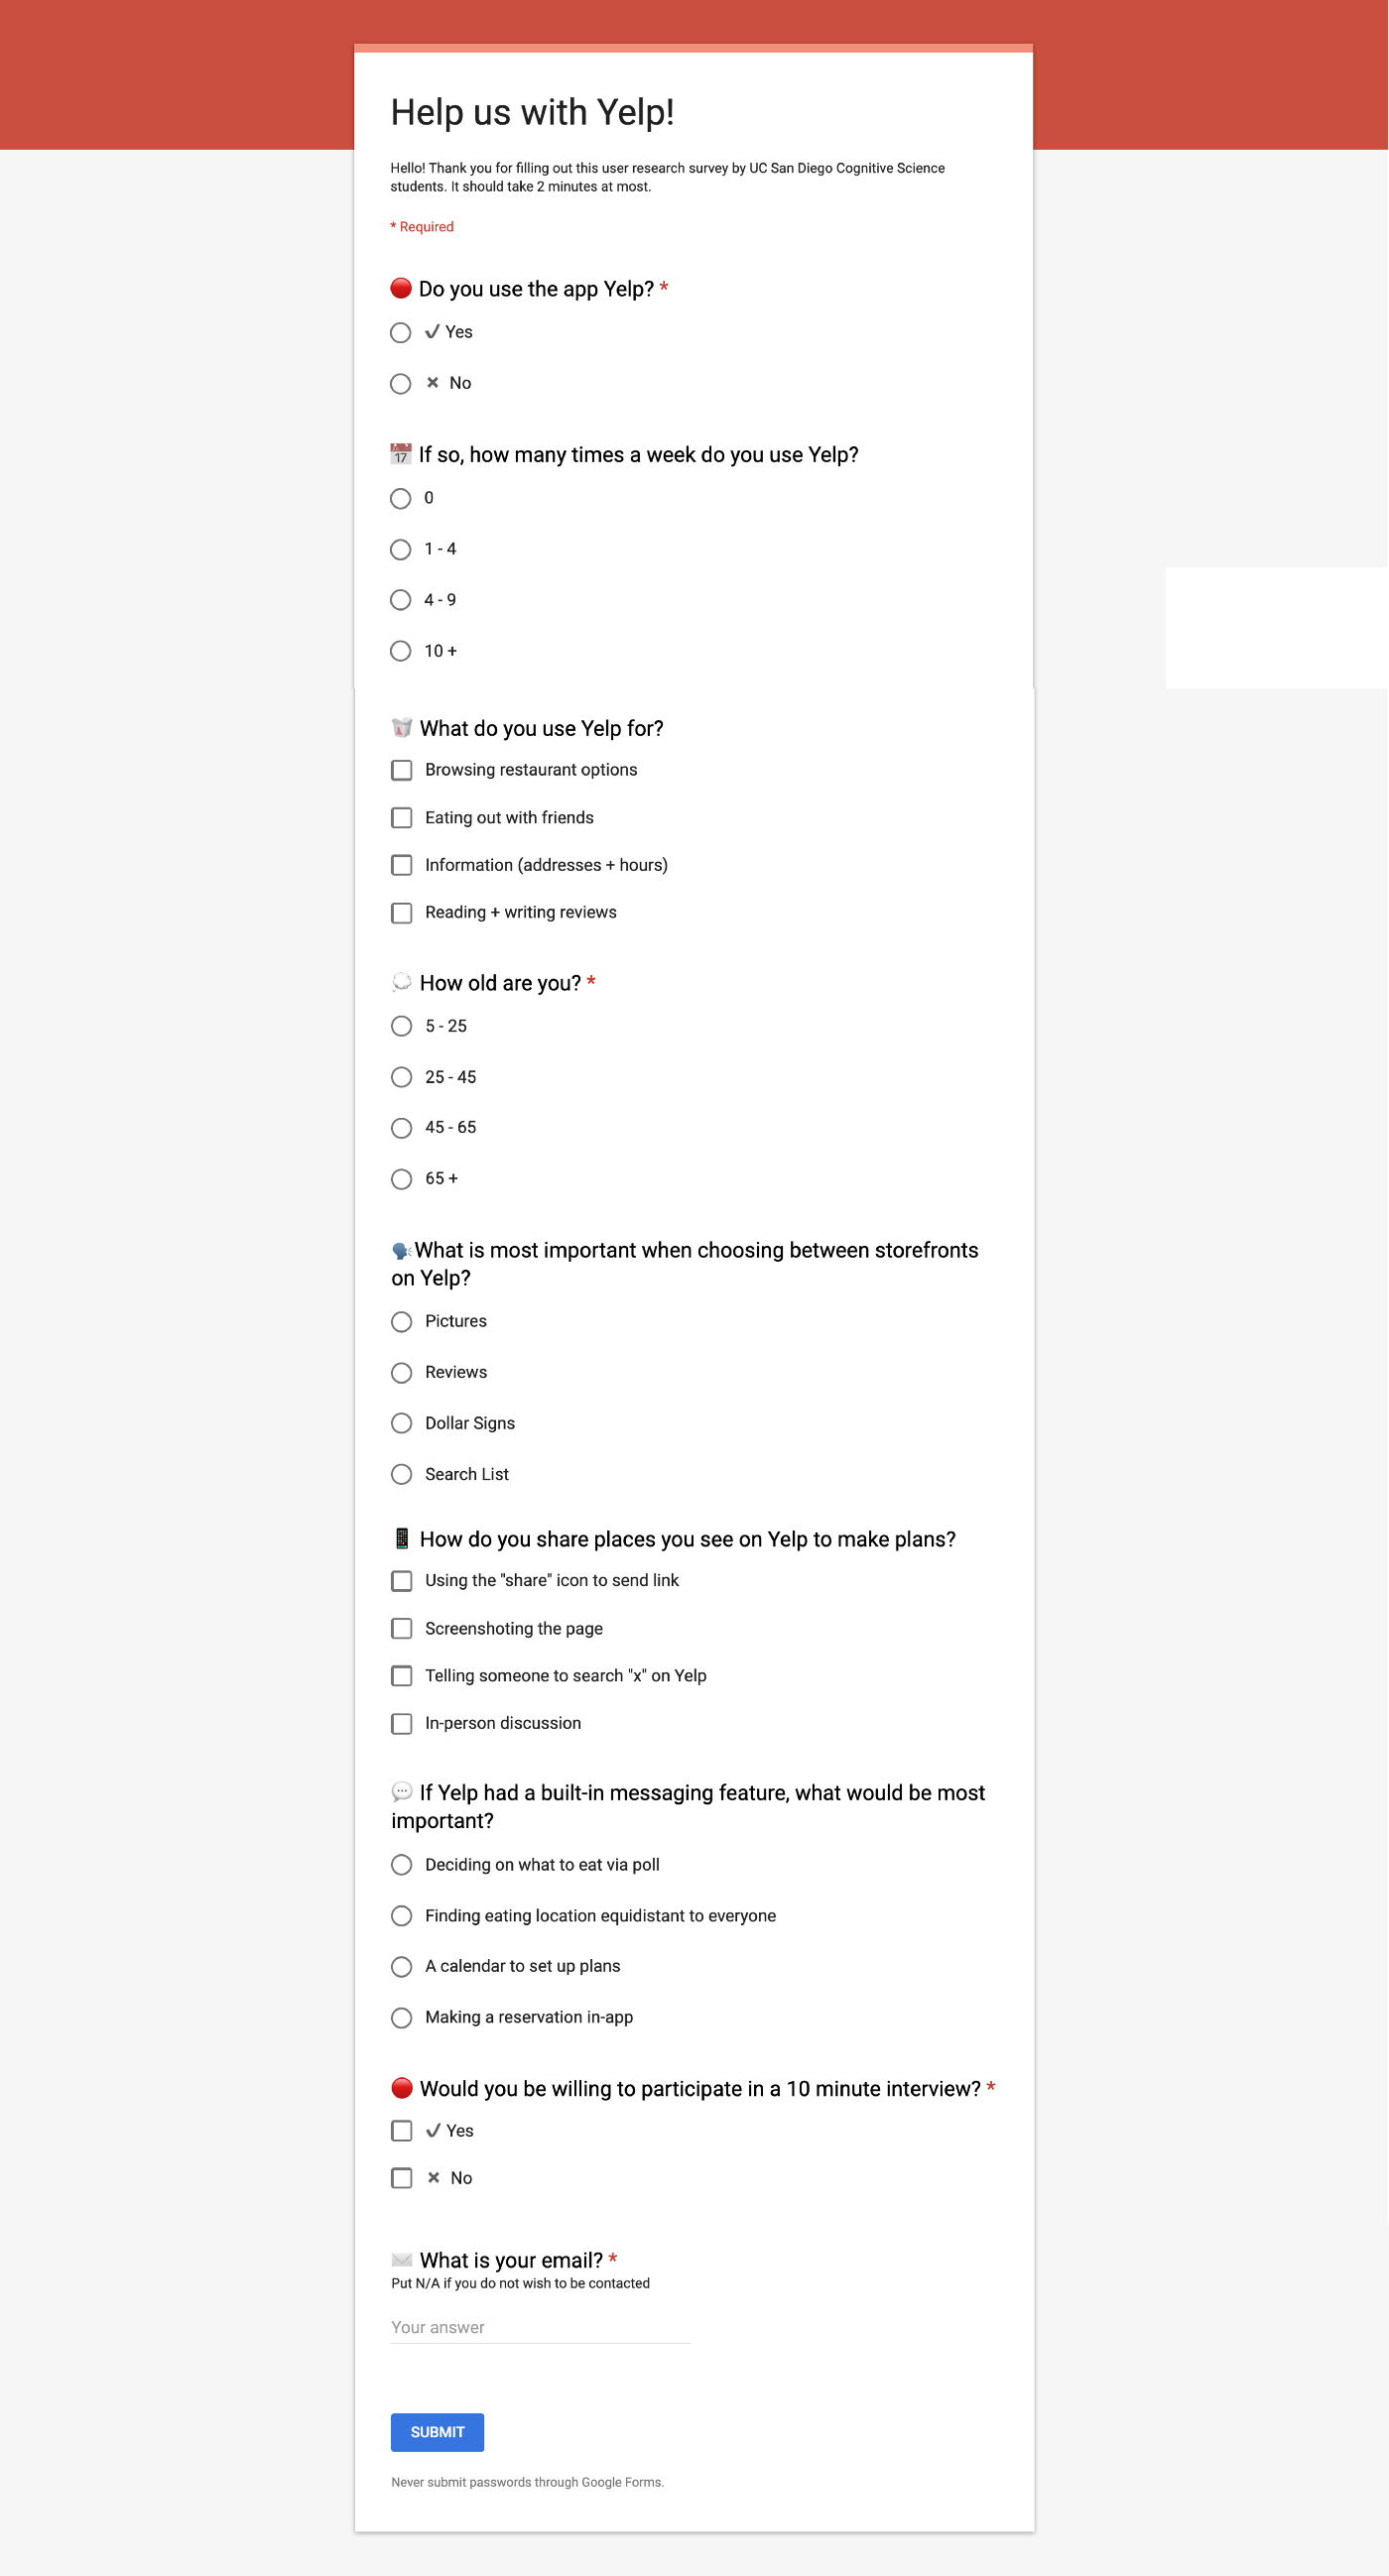 Help us with Yelp!
Hello! Thank you for filling out this user research survey by UC San Diego Cognitive Science
students. It should take 2 minutes at most.
* Required
Do you use the app Yelp? *
Yes
No
17 If so, how many times a week do you use Yelp?
0
1 - 4
4 - 9
10 +
What do you use Yelp for?
Browsing restaurant options
Eating out with friends
Information (addresses + hours)
Reading + writing reviews
How old are you? *
5 - 25
25 - 45
45 - 65
65 +
What is most important when choosing between storefronts
on Yelp?
Pictures
Reviews
Dollar Signs
Search List
How do you share places you see on Yelp to make plans?
Using the "share" icon to send link
Screenshoting the page
Telling someone to search "x" on Yelp
In-person discussion
If Yelp had a built-in messaging feature, what would be most
important?
Deciding on what to eat via poll
Finding eating location equidistant to everyone
A calendar to set up plans
Making a reservation in-app
Would you be willing to participate in a 10 minute interview? *
Yes
No
What is your email? *
Put N/A if you do not wish to be contacted
Your answer
SUBMIT
Never submit passwords through Google Forms.